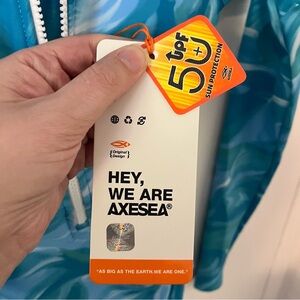 UPF
50+
SUN PROTECTION
{ Original
Design }
HEY,
WE ARE
AXESEA®
"AS BIG AS THE EARTH.WE ARE ONE."